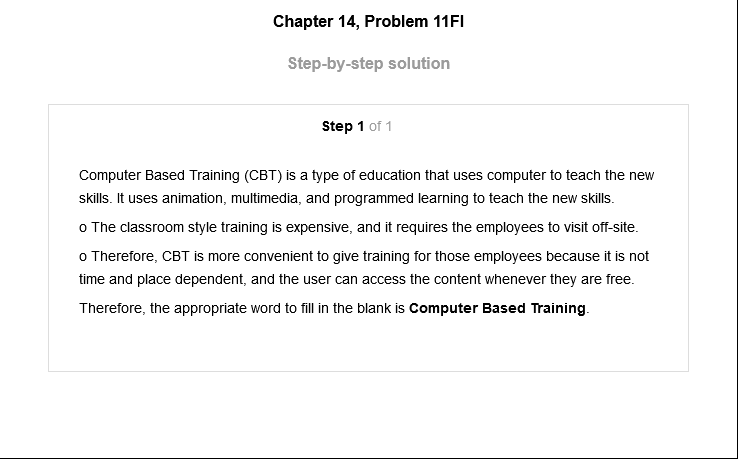 Chapter 14, Problem 11FI
Step-by-step solution
Step 1 of 1
Computer Based Training (CBT) is a type of education that uses computer to teach the new
skills. It uses animation, multimedia, and programmed learning to teach the new skills.
o The classroom style training is expensive, and it requires the employees to visit off-site.
o Therefore, CBT is more convenient to give training for those employees because it is not
time and place dependent, and the user can access the content whenever they are free.
Therefore, the appropriate word to fill in the blank is Computer Based Training.